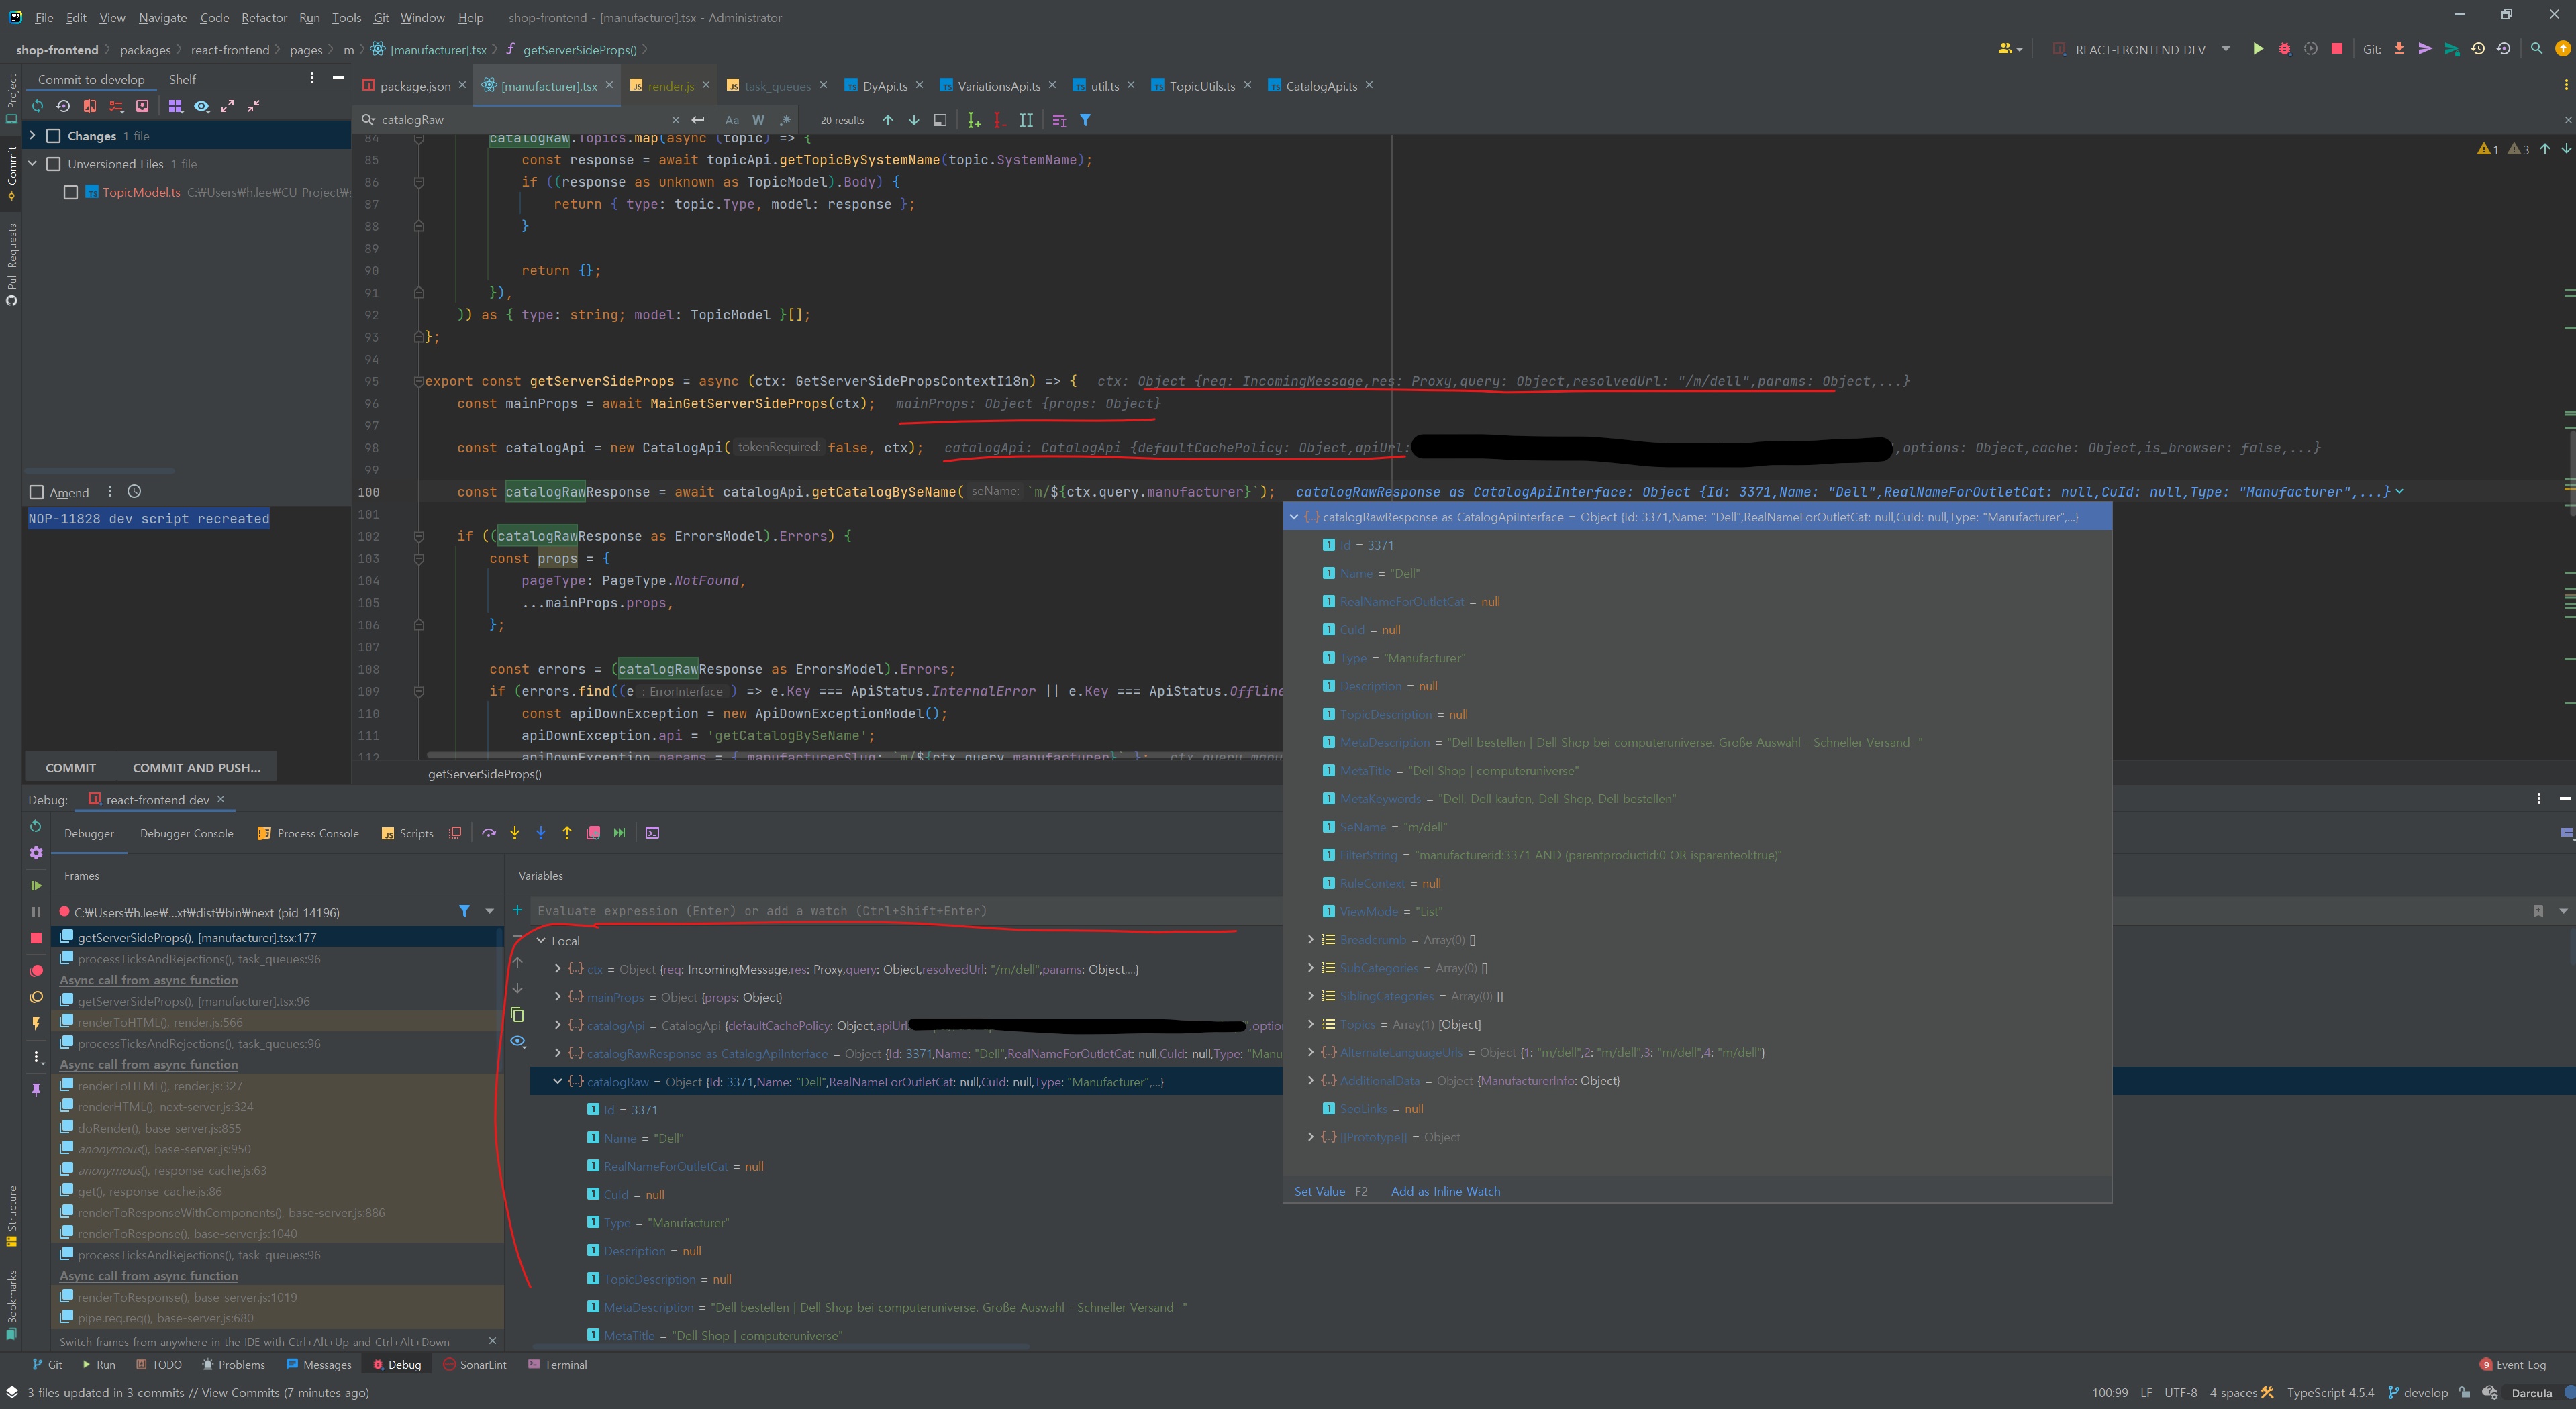 File Edit View Navigate Code Refactor Run Tools Git Window Help shop-frontend - [manufacturer].tsx - Administrator
shop-frontend packages react-frontend pages m [manufacturer].tsx getServerSideProps()
REACT-FRONTEND DEV Git:
Project
Commit
Pull Requests
Structure
Bookmarks
Commit to develop Shelf
Changes 1 file
Unversioned Files 1 file
TopicModel.ts C:₩Users₩h.lee₩CU-Project₩
Amend
NOP-11828 dev script recreated
COMMIT COMMIT AND PUSH...
package.json [manufacturer].tsx render.js task_queues DyApi.ts VariationsApi.ts util.ts TopicUtils.ts CatalogApi.ts
catalogRaw Aa W .* 20 results
1 3
84 catalogRaw.Topics.map(async (topic) => {
85 const response = await topicApi.getTopicBySystemName(topic.SystemName);
86 if ((response as unknown as TopicModel).Body) {
87 return { type: topic.Type, model: response };
88 }
89
90 return {};
91 }),
92 )) as { type: string; model: TopicModel }[];
93 };
94
95 export const getServerSideProps = async (ctx: GetServerSidePropsContextI18n) => { ctx: Object {req: IncomingMessage,res: Proxy,query: Object,resolvedUrl: "/m/dell",params: Object,...}
96 const mainProps = await MainGetServerSideProps(ctx); mainProps: Object {props: Object}
97
98 const catalogApi = new CatalogApi( tokenRequired: false, ctx); catalogApi: CatalogApi {defaultCachePolicy: Object,apiUrl: ,options: Object,cache: Object,is_browser: false,...}
99
100 const catalogRawResponse = await catalogApi.getCatalogBySeName( seName: `m/${ctx.query.manufacturer}`); catalogRawResponse as CatalogApiInterface: Object {Id: 3371,Name: "Dell",RealNameForOutletCat: null,CuId: null,Type: "Manufacturer",...}
101
102 if ((catalogRawResponse as ErrorsModel).Errors) {
103 const props = {
104 pageType: PageType.NotFound,
105 ...mainProps.props,
106 };
107
108 const errors = (catalogRawResponse as ErrorsModel).Errors;
109 if (errors.find((e : ErrorInterface ) => e.Key === ApiStatus.InternalError || e.Key === ApiStatus.Offline
110 const apiDownException = new ApiDownExceptionModel();
111 apiDownException.api = 'getCatalogBySeName';
112 apiDownException.params = { manufacturerSlug: `m/${ctx.query.manufacturer}` };
getServerSideProps()
catalogRawResponse as CatalogApiInterface = Object {Id: 3371,Name: "Dell",RealNameForOutletCat: null,CuId: null,Type: "Manufacturer",...}
Id = 3371
Name = "Dell"
RealNameForOutletCat = null
CuId = null
Type = "Manufacturer"
Description = null
TopicDescription = null
MetaDescription = "Dell bestellen | Dell Shop bei computeruniverse. Große Auswahl - Schneller Versand -"
MetaTitle = "Dell Shop | computeruniverse"
MetaKeywords = "Dell, Dell kaufen, Dell Shop, Dell bestellen"
SeName = "m/dell"
FilterString = "manufacturerid:3371 AND (parentproductid:0 OR isparenteol:true)"
RuleContext = null
ViewMode = "List"
Breadcrumb = Array(0) []
SubCategories = Array(0) []
SiblingCategories = Array(0) []
Topics = Array(1) [Object]
AlternateLanguageUrls = Object {1: "m/dell",2: "m/dell",3: "m/dell",4: "m/dell"}
AdditionalData = Object {ManufacturerInfo: Object}
SeoLinks = null
[[Prototype]] = Object
Set Value F2 Add as Inline Watch
Debug: react-frontend dev
Debugger Debugger Console Process Console Scripts
Frames
C:₩Users₩h.lee₩...xt₩dist₩bin₩next (pid 14196)
getServerSideProps(), [manufacturer].tsx:177
processTicksAndRejections(), task_queues:96
Async call from async function
getServerSideProps(), [manufacturer].tsx:96
renderToHTML(), render.js:566
processTicksAndRejections(), task_queues:96
Async call from async function
renderToHTML(), render.js:327
renderHTML(), next-server.js:324
doRender(), base-server.js:855
anonymous(), base-server.js:950
anonymous(), response-cache.js:63
get(), response-cache.js:86
renderToResponseWithComponents(), base-server.js:886
renderToResponse(), base-server.js:1040
processTicksAndRejections(), task_queues:96
Async call from async function
renderToResponse(), base-server.js:1019
pipe.req.req(), base-server.js:680
Switch frames from anywhere in the IDE with Ctrl+Alt+Up and Ctrl+Alt+Down
Variables
Evaluate expression (Enter) or add a watch (Ctrl+Shift+Enter)
Local
ctx = Object {req: IncomingMessage,res: Proxy,query: Object,resolvedUrl: "/m/dell",params: Object...}
mainProps = Object {props: Object}
catalogApi = CatalogApi {defaultCachePolicy: Object,apiUrl ",optio
catalogRawResponse as CatalogApiInterface = Object {Id: 3371,Name: "Dell",RealNameForOutletCat: null,CuId: null,Type: "Manu
catalogRaw = Object {Id: 3371,Name: "Dell",RealNameForOutletCat: null,CuId: null,Type: "Manufacturer",...}
Id = 3371
Name = "Dell"
RealNameForOutletCat = null
CuId = null
Type = "Manufacturer"
Description = null
TopicDescription = null
MetaDescription = "Dell bestellen | Dell Shop bei computeruniverse. Große Auswahl - Schneller Versand -"
MetaTitle = "Dell Shop | computeruniverse"
Git Run TODO Problems Messages Debug SonarLint Terminal 9 Event Log
3 files updated in 3 commits // View Commits (7 minutes ago) 100:99 LF UTF-8 4 spaces TypeScript 4.5.4 develop Darcula